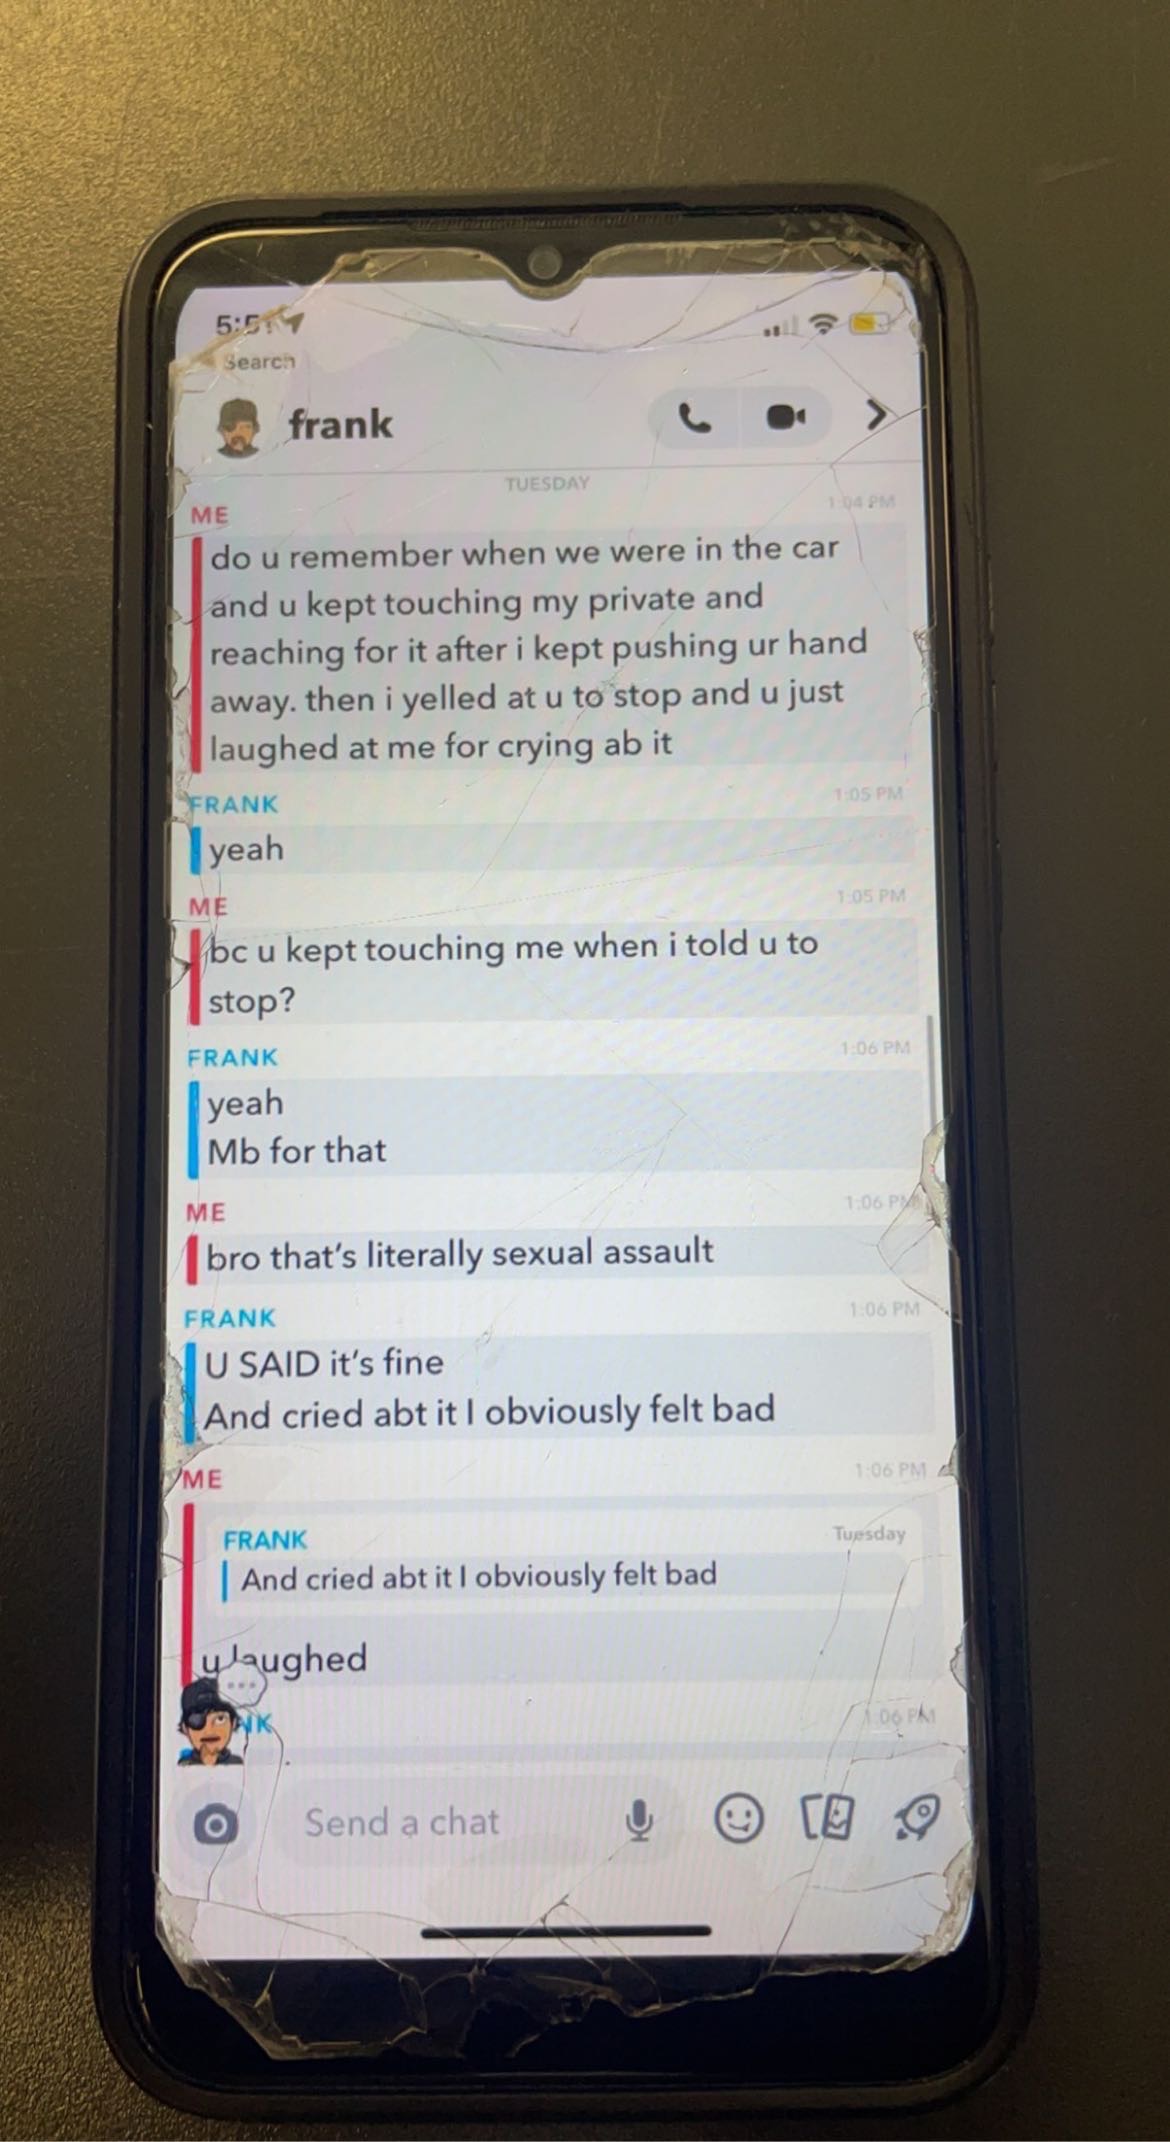 Search
frank
TUESDAY
ME
1:04 PM
do u remember when we were in the car
and u kept touching my private and
reaching for it after i kept pushing ur hand
away. then i yelled at u to stop and u just
laughed at me for crying ab it
FRANK
1:05 PM
yeah
ME
1:05 PM
bc u kept touching me when i told u to
stop?
FRANK
1:06 PM
yeah
Mb for that
ME
1:06 PM
bro that's literally sexual assault
FRANK
1:06 PM
U SAID it's fine
And cried abt it I obviously felt bad
ME
1:06 PM
FRANK
Tuesday
And cried abt it I obviously felt bad
u laughed
1:06 PM
Send a chat